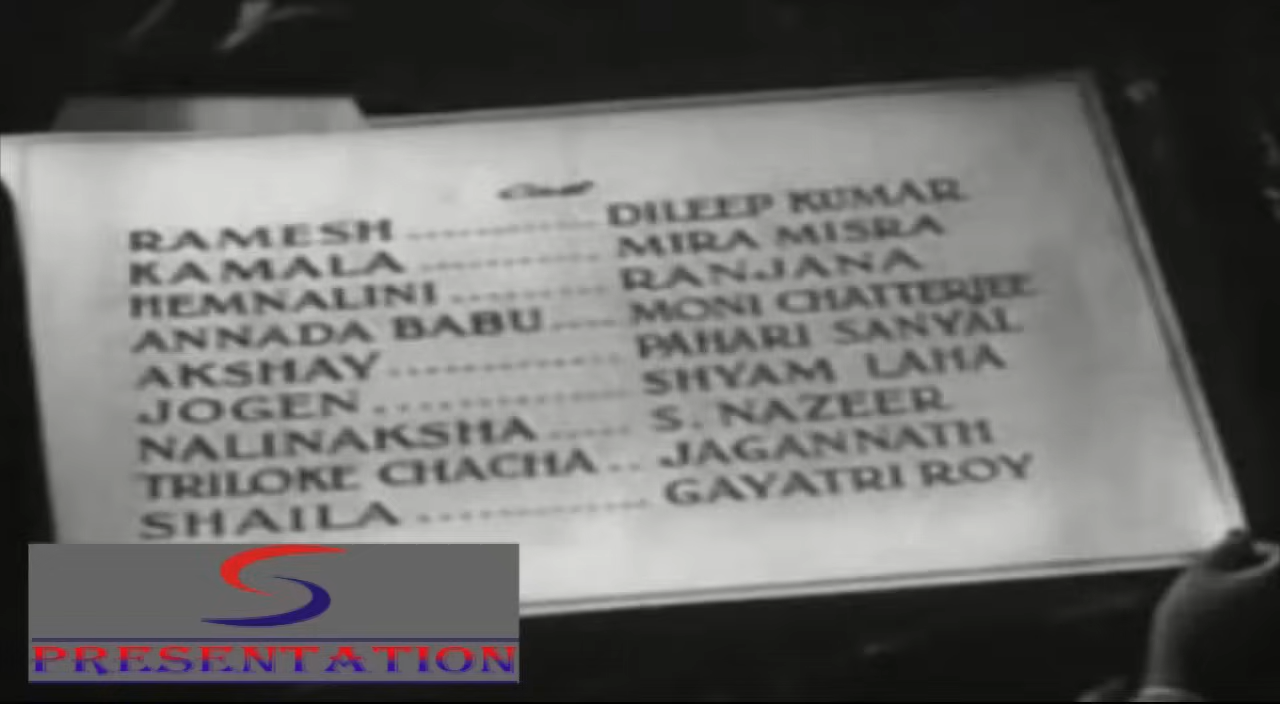 Cast
RAMESH ............... DILEEP KUMAR
KAMALA .............. MIRA MISRA
HEMNALINI ............ RANJANA
ANNADA BABU ..... MONI CHATTERJEE
AKSHAY ................. PAHARI SANYAL
JOGEN .................... SHYAM LAHA
NALINAKSHA ...... S. NAZEER
TRILOKE CHACHA .. JAGANNATH
SHAILA ................. GAYATRI ROY
S
PRESENTATION